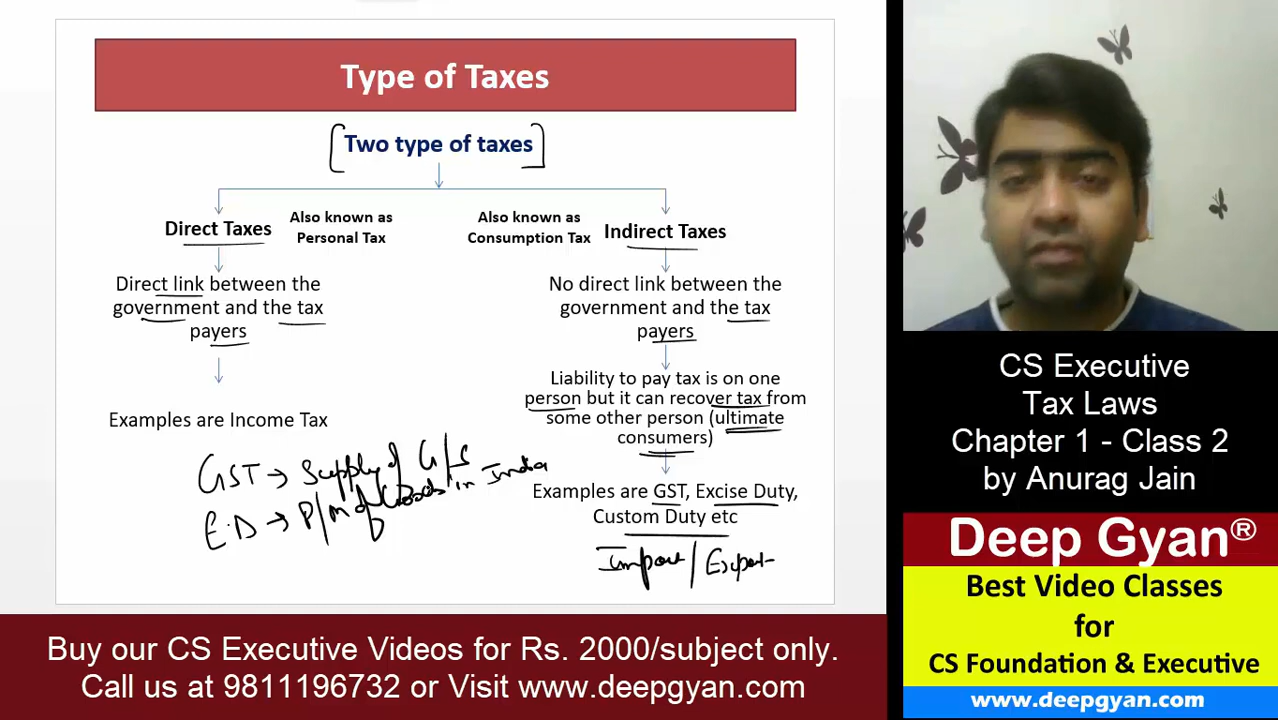 Type of Taxes
Two type of taxes
Direct Taxes
Also known as
Personal Tax
Also known as
Consumption Tax
Indirect Taxes
Direct link between the
government and the tax
payers
Examples are Income Tax
No direct link between the
government and the tax
payers
Liability to pay tax is on one
person but it can recover tax from
some other person (ultimate
consumers)
Examples are GST, Excise Duty,
Custom Duty etc
GST → Supply of G/S
E.D → P/M of Goods in India
Import / Export
CS Executive
Tax Laws
Chapter 1 - Class 2
by Anurag Jain
Deep Gyan®
Best Video Classes
for
CS Foundation & Executive
www.deepgyan.com
Buy our CS Executive Videos for Rs. 2000/subject only.
Call us at 9811196732 or Visit www.deepgyan.com